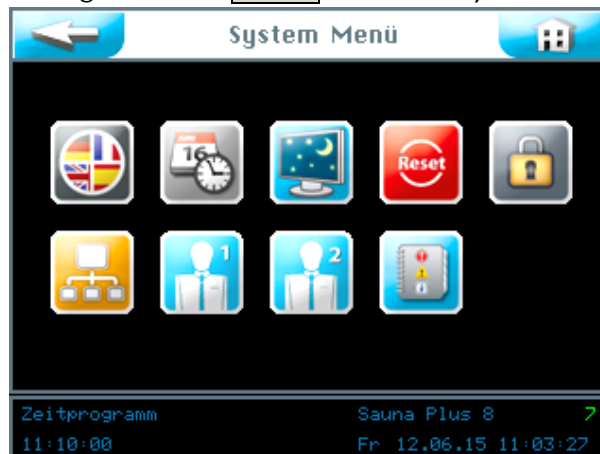 System Menü
APR
16
Reset
1
2
Zeitprogramm
Sauna Plus 8 7
11:10:00
Fr 12.06.15 11:03:27